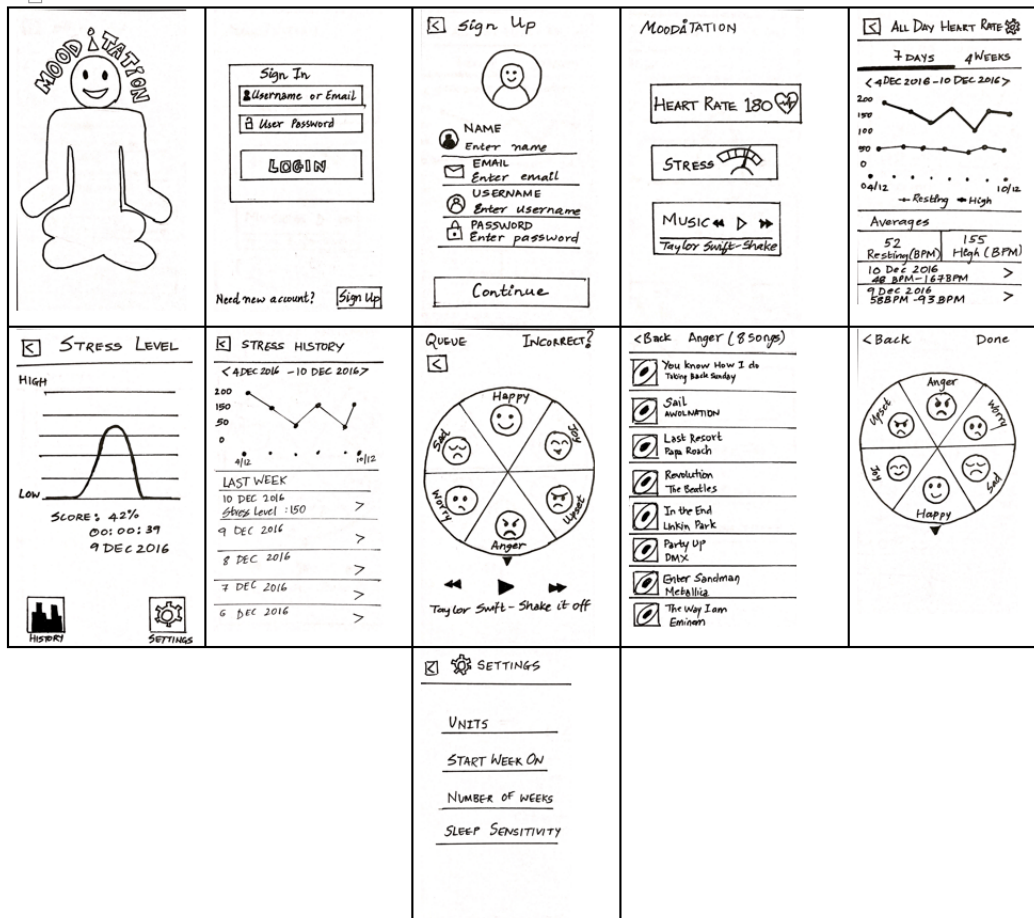 MOODiTATION
Sign In
Username or Email
User Password
LOGIN
Need new account? Sign Up
< Sign Up
NAME
Enter name
EMAIL
Enter email
USERNAME
Enter username
PASSWORD
Enter password
Continue
MOODiTATION
HEART RATE 180
STRESS
MUSIC
Taylor Swift-Shake
< ALL DAY HEART RATE
7 DAYS 4 WEEKS
< 4 DEC 2016 - 10 DEC 2016 >
200
150
100
50
0
04/12 10/12
Resting High
Averages
52 155
Resting (BPM) High (BPM)
10 Dec 2016
48 BPM-167BPM >
9 Dec 2016
58BPM-93BPM >
< STRESS LEVEL
HIGH
LOW
SCORE: 42%
00:00:39
9 DEC 2016
HISTORY SETTINGS
< STRESS HISTORY
< 4 DEC 2016 - 10 DEC 2016 >
200
150
50
0
4/12 10/12
LAST WEEK
10 DEC 2016
Stress Level :150 >
9 DEC 2016 >
8 DEC 2016 >
7 DEC 2016 >
6 DEC 2016 >
QUEUE INCORRECT?
<
Happy
Sad Joy
Worry Upset
Anger
Taylor Swift - Shake it off
< Back Anger (8 Songs)
You know How I do
Taking Back Sunday
Sail
AWOLNATION
Last Resort
Papa Roach
Revolution
The Beatles
In the End
Linkin Park
Party Up
DMX
Enter Sandman
Metallica
The Way I am
Eminem
< Back Done
Anger
Upset Worry
Joy Sad
Happy
< SETTINGS
UNITS
START WEEK ON
NUMBER OF WEEKS
SLEEP SENSITIVITY